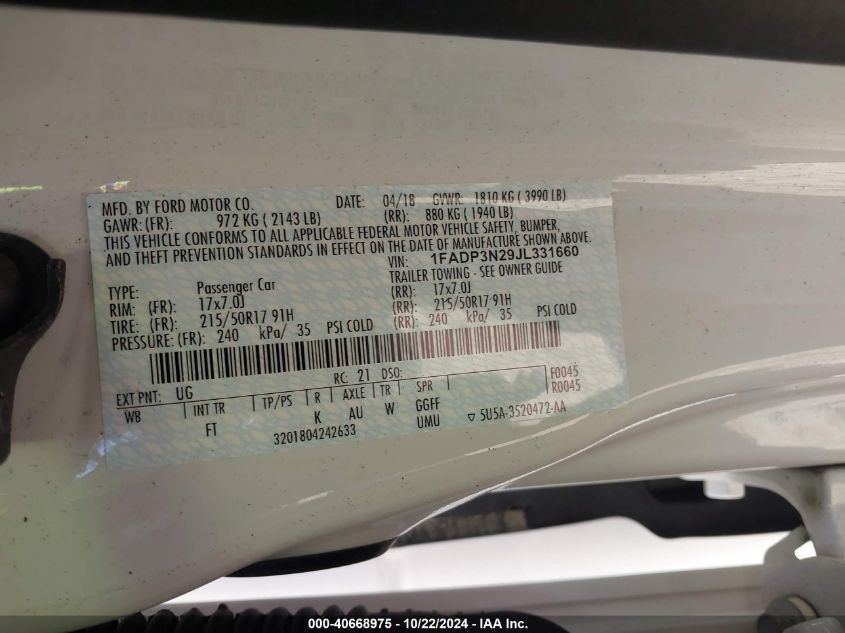 MFD. BY FORD MOTOR CO. DATE: 04/18 GVWR: 1810 KG ( 3990 LB)
GAWR:(FR): 972 KG ( 2143 LB) (RR): 880 KG ( 1940 LB)
THIS VEHICLE CONFORMS TO ALL APPLICABLE FEDERAL MOTOR VEHICLE SAFETY, BUMPER,
AND THEFT PREVENTION STANDARDS IN EFFECT ON THE DATE OF MANUFACTURE SHOWN ABOVE.
VIN: 1FADP3N29JL331660
TYPE: Passenger Car TRAILER TOWING - SEE OWNER GUIDE
RIM: (FR): 17x7.0J (RR): 17x7.0J
TIRE: (FR): 215/50R17 91H (RR): 215/50R17 91H
PRESSURE: (FR): 240 kPa/ 35 PSI COLD (RR): 240 kPa/ 35 PSI COLD
EXT PNT: UG RC: 21 DSO: F0045
R0045
WB INT TR TP/PS R AXLE TR SPR
FT K AU W GGFF
UMU
3201804242633 ▽ 5U5A-3520472-AA
000-40668975 - 10/22/2024 - IAA Inc.